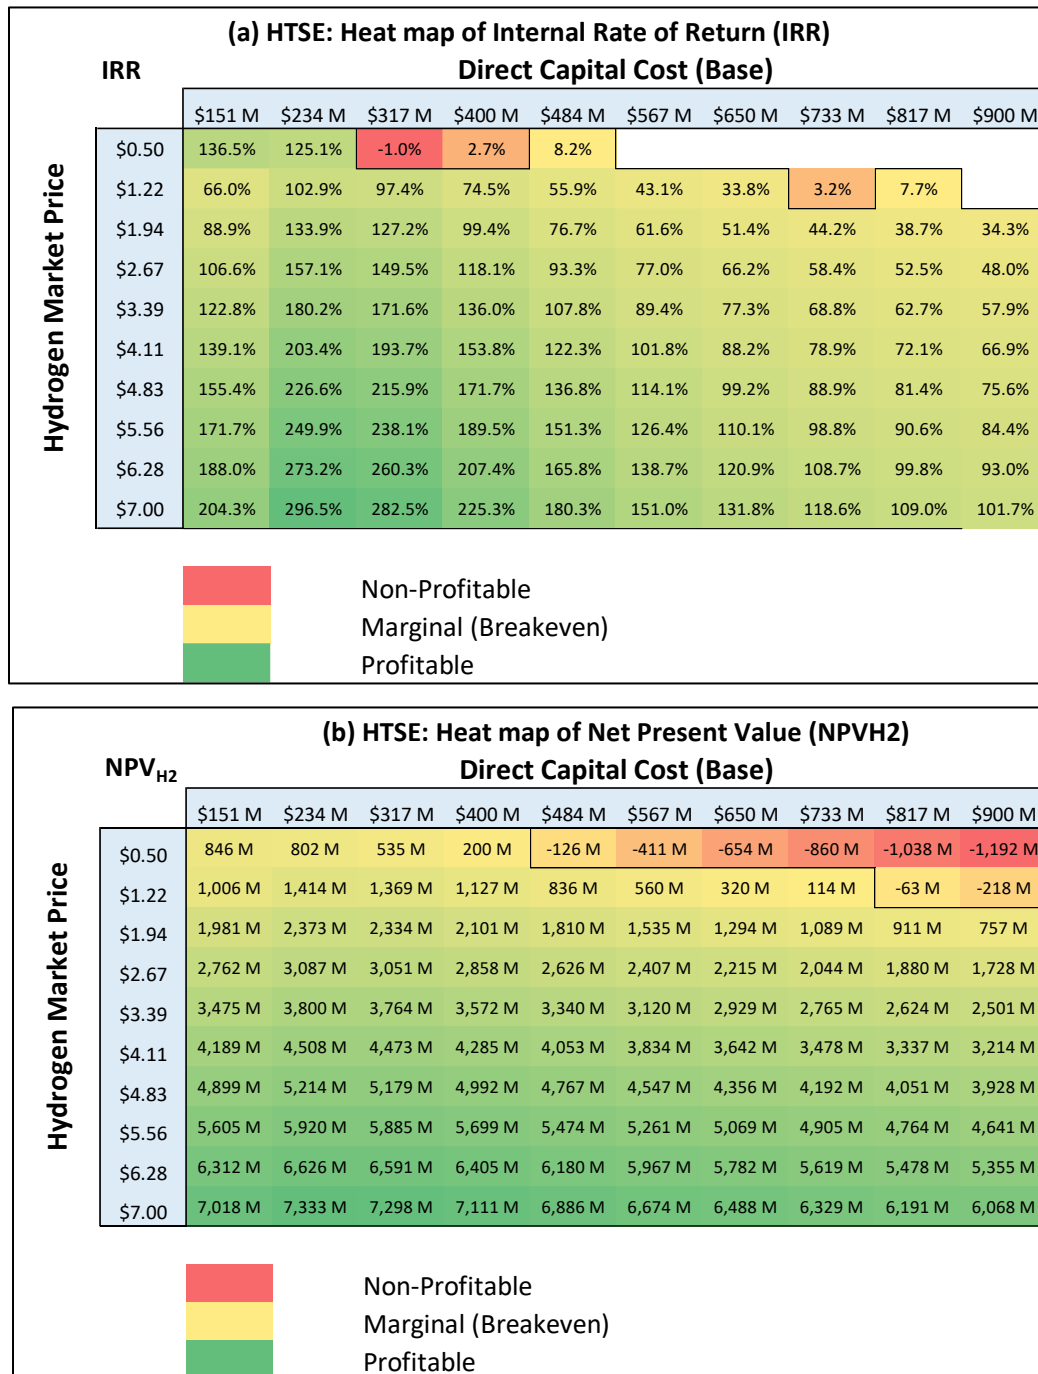 (a) HTSE: Heat map of Internal Rate of Return (IRR)
IRR Direct Capital Cost (Base)
$151 M $234 M $317 M $400 M $484 M $567 M $650 M $733 M $817 M $900 M
Hydrogen Market Price
$0.50 136.5% 125.1% -1.0% 2.7% 8.2%
$1.22 66.0% 102.9% 97.4% 74.5% 55.9% 43.1% 33.8% 3.2% 7.7%
$1.94 88.9% 133.9% 127.2% 99.4% 76.7% 61.6% 51.4% 44.2% 38.7% 34.3%
$2.67 106.6% 157.1% 149.5% 118.1% 93.3% 77.0% 66.2% 58.4% 52.5% 48.0%
$3.39 122.8% 180.2% 171.6% 136.0% 107.8% 89.4% 77.3% 68.8% 62.7% 57.9%
$4.11 139.1% 203.4% 193.7% 153.8% 122.3% 101.8% 88.2% 78.9% 72.1% 66.9%
$4.83 155.4% 226.6% 215.9% 171.7% 136.8% 114.1% 99.2% 88.9% 81.4% 75.6%
$5.56 171.7% 249.9% 238.1% 189.5% 151.3% 126.4% 110.1% 98.8% 90.6% 84.4%
$6.28 188.0% 273.2% 260.3% 207.4% 165.8% 138.7% 120.9% 108.7% 99.8% 93.0%
$7.00 204.3% 296.5% 282.5% 225.3% 180.3% 151.0% 131.8% 118.6% 109.0% 101.7%
Non-Profitable
Marginal (Breakeven)
Profitable
(b) HTSE: Heat map of Net Present Value (NPVH2)
NPVH2 Direct Capital Cost (Base)
$151 M $234 M $317 M $400 M $484 M $567 M $650 M $733 M $817 M $900 M
Hydrogen Market Price
$0.50 846 M 802 M 535 M 200 M -126 M -411 M -654 M -860 M -1,038 M -1,192 M
$1.22 1,006 M 1,414 M 1,369 M 1,127 M 836 M 560 M 320 M 114 M -63 M -218 M
$1.94 1,981 M 2,373 M 2,334 M 2,101 M 1,810 M 1,535 M 1,294 M 1,089 M 911 M 757 M
$2.67 2,762 M 3,087 M 3,051 M 2,858 M 2,626 M 2,407 M 2,215 M 2,044 M 1,880 M 1,728 M
$3.39 3,475 M 3,800 M 3,764 M 3,572 M 3,340 M 3,120 M 2,929 M 2,765 M 2,624 M 2,501 M
$4.11 4,189 M 4,508 M 4,473 M 4,285 M 4,053 M 3,834 M 3,642 M 3,478 M 3,337 M 3,214 M
$4.83 4,899 M 5,214 M 5,179 M 4,992 M 4,767 M 4,547 M 4,356 M 4,192 M 4,051 M 3,928 M
$5.56 5,605 M 5,920 M 5,885 M 5,699 M 5,474 M 5,261 M 5,069 M 4,905 M 4,764 M 4,641 M
$6.28 6,312 M 6,626 M 6,591 M 6,405 M 6,180 M 5,967 M 5,782 M 5,619 M 5,478 M 5,355 M
$7.00 7,018 M 7,333 M 7,298 M 7,111 M 6,886 M 6,674 M 6,488 M 6,329 M 6,191 M 6,068 M
Non-Profitable
Marginal (Breakeven)
Profitable